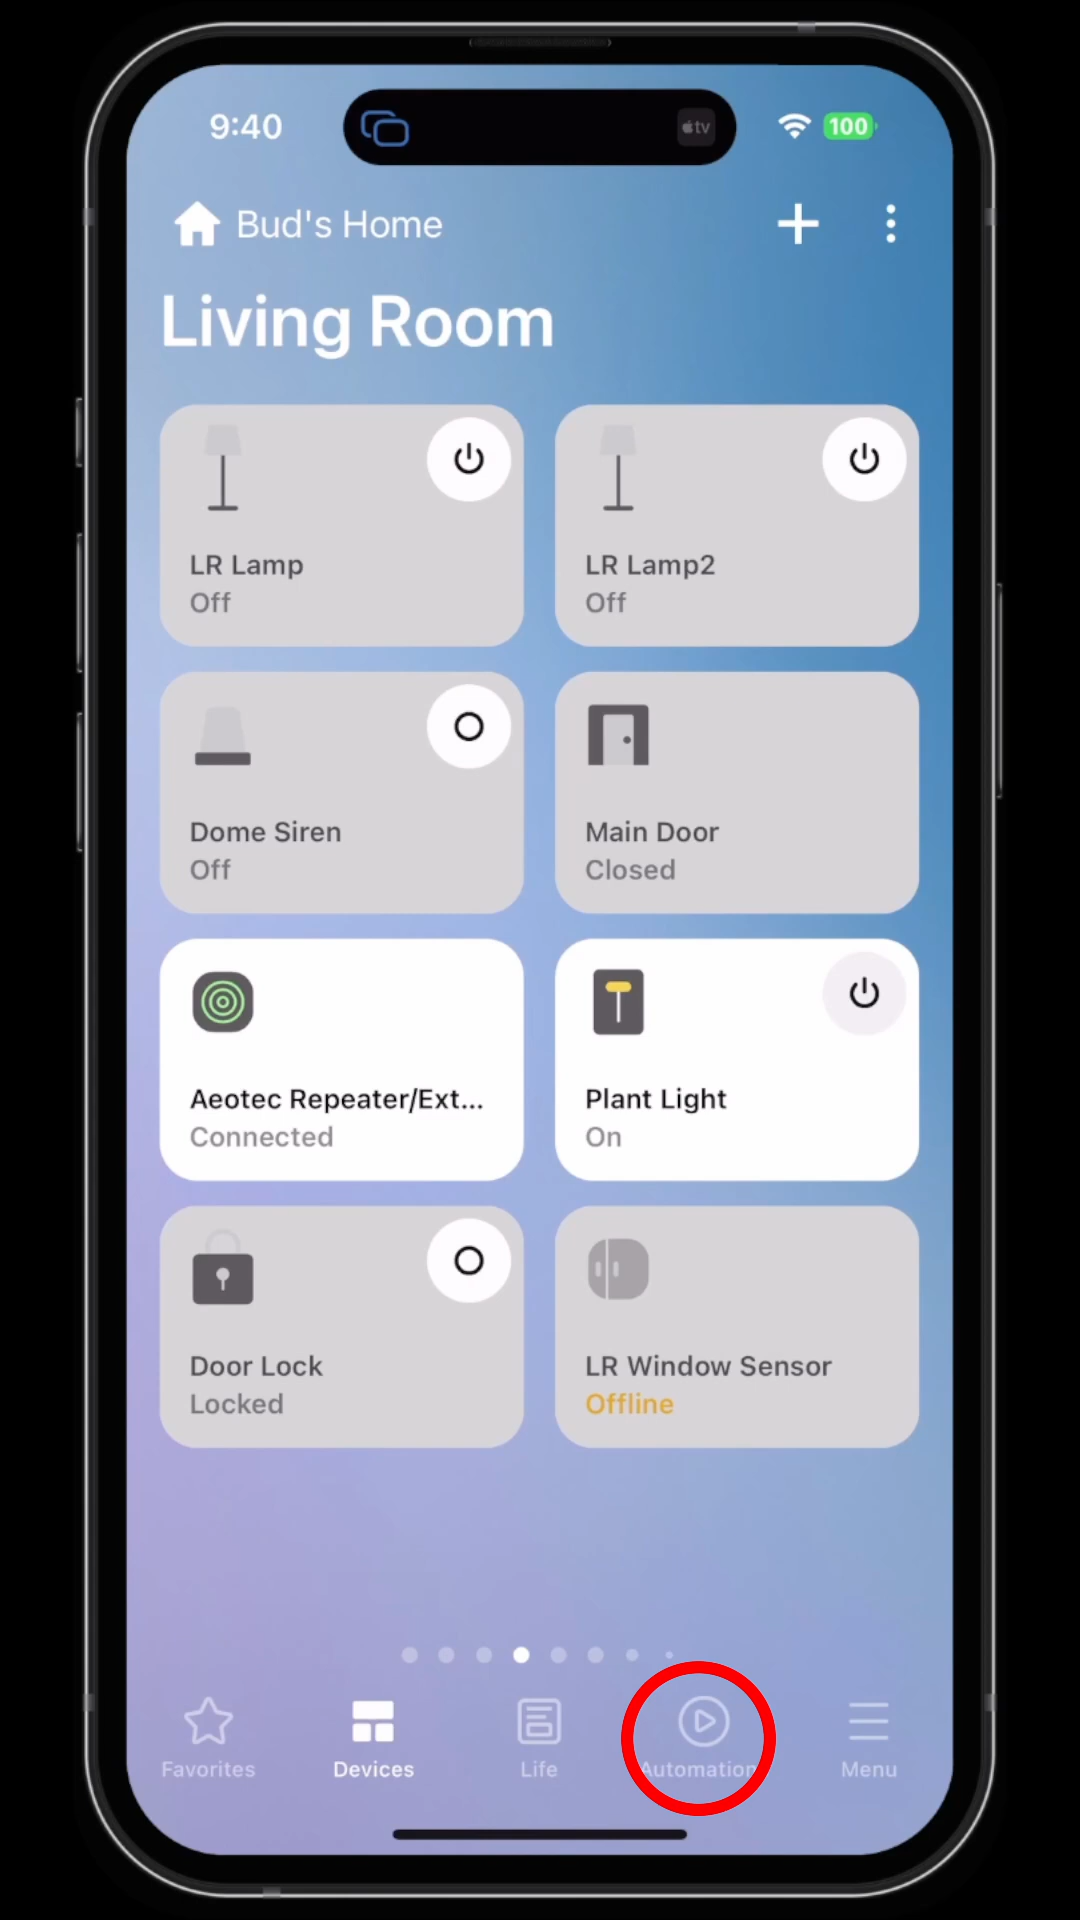 9:40
tv
100
Bud's Home
Living Room
LR Lamp
Off
LR Lamp2
Off
Dome Siren
Off
Main Door
Closed
Aeotec Repeater/Ext...
Connected
Plant Light
On
Door Lock
Locked
LR Window Sensor
Offline
Favorites
Devices
Life
Automation
Menu